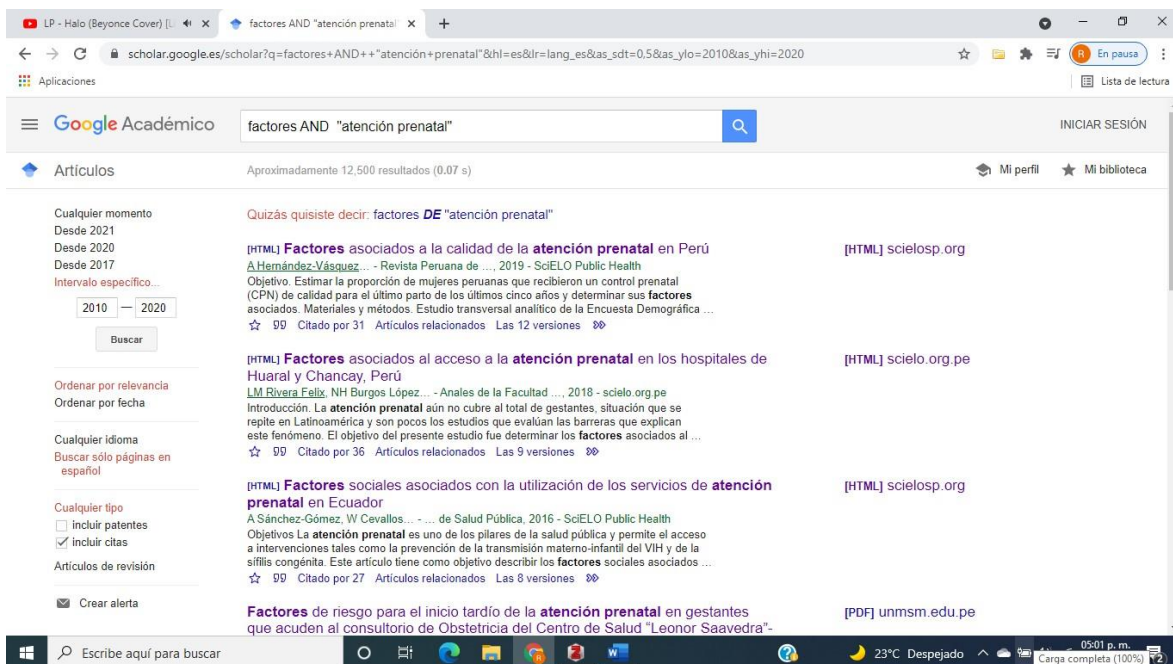 LP - Halo (Beyonce Cover) [L
factores AND "atención prenatal
scholar.google.es/scholar?q=factores+AND++"atención+prenatal"&hl=es&lr=lang_es&as_sdt=0,5&as_ylo=2010&as_yhi=2020
R
En pausa
Aplicaciones
Lista de lectura
Google Académico
factores AND "atención prenatal"
INICIAR SESIÓN
Artículos
Aproximadamente 12,500 resultados (0.07 s)
Mi perfil
Mi biblioteca
Cualquier momento
Desde 2021
Desde 2020
Desde 2017
Intervalo específico...
2010 — 2020
Buscar
Ordenar por relevancia
Ordenar por fecha
Cualquier idioma
Buscar sólo páginas en
español
Cualquier tipo
incluir patentes
incluir citas
Artículos de revisión
Crear alerta
Quizás quisiste decir: factores DE "atención prenatal"
[HTML] Factores asociados a la calidad de la atención prenatal en Perú
[HTML] scielosp.org
A Hernández-Vásquez... - Revista Peruana de ..., 2019 - SciELO Public Health
Objetivo. Estimar la proporción de mujeres peruanas que recibieron un control prenatal
(CPN) de calidad para el último parto de los últimos cinco años y determinar sus factores
asociados. Materiales y métodos. Estudio transversal analítico de la Encuesta Demográfica ...
Citado por 31 Artículos relacionados Las 12 versiones
[HTML] Factores asociados al acceso a la atención prenatal en los hospitales de
Huaral y Chancay, Perú
[HTML] scielo.org.pe
LM Rivera Felix, NH Burgos López... - Anales de la Facultad ..., 2018 - scielo.org.pe
Introducción. La atención prenatal aún no cubre al total de gestantes, situación que se
repite en Latinoamérica y son pocos los estudios que evalúan las barreras que explican
este fenómeno. El objetivo del presente estudio fue determinar los factores asociados al ...
Citado por 36 Artículos relacionados Las 9 versiones
[HTML] Factores sociales asociados con la utilización de los servicios de atención
prenatal en Ecuador
[HTML] scielosp.org
A Sánchez-Gómez, W Cevallos... - ... de Salud Pública, 2016 - SciELO Public Health
Objetivos La atención prenatal es uno de los pilares de la salud pública y permite el acceso
a intervenciones tales como la prevención de la transmisión materno-infantil del VIH y de la
sífilis congénita. Este artículo tiene como objetivo describir los factores sociales asociados ...
Citado por 27 Artículos relacionados Las 8 versiones
Factores de riesgo para el inicio tardío de la atención prenatal en gestantes
que acuden al consultorio de Obstetricia del Centro de Salud "Leonor Saavedra"-
[PDF] unmsm.edu.pe
Escribe aquí para buscar
23°C Despejado
05:01 p. m.
Carga completa (100%)